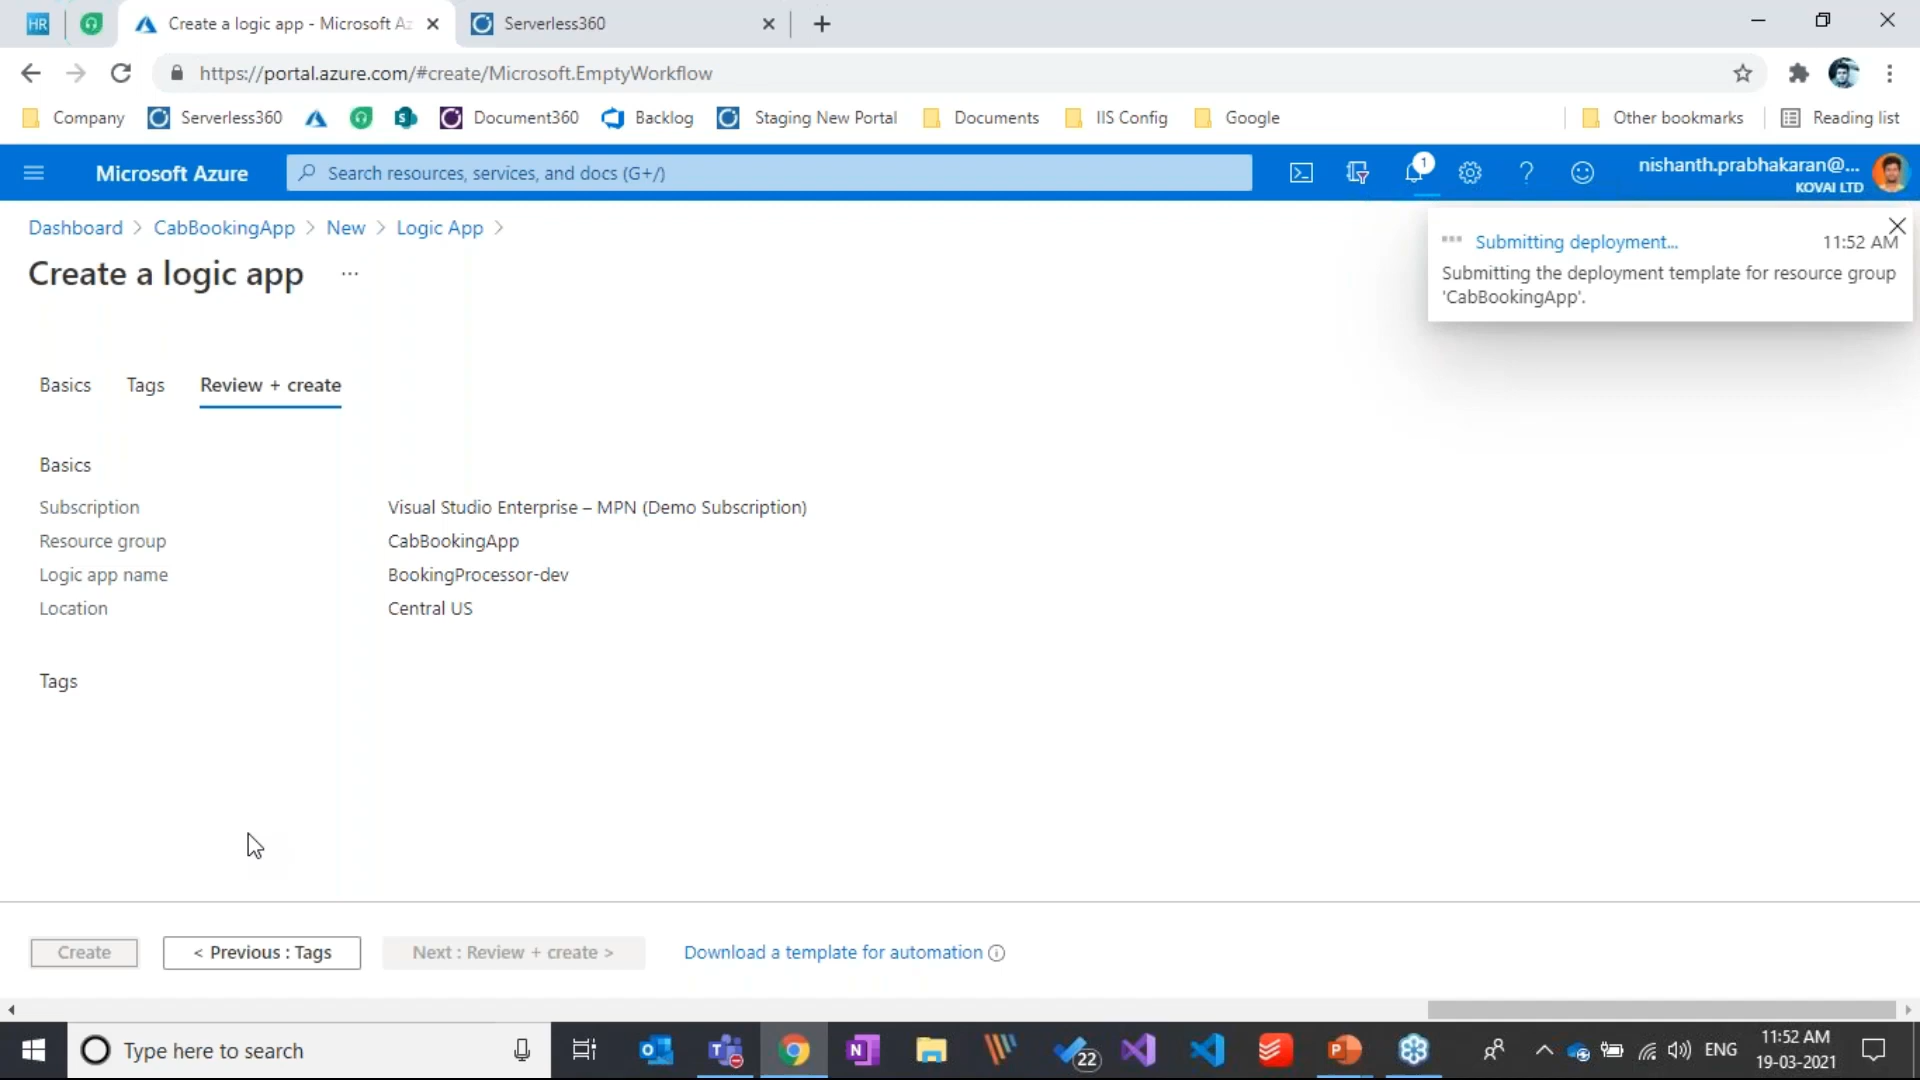 HR
Create a logic app - Microsoft Az
Serverless360
https://portal.azure.com/#create/Microsoft.EmptyWorkflow
Company
Serverless360
Document360
Backlog
Staging New Portal
Documents
IIS Config
Google
Other bookmarks
Reading list
Microsoft Azure
Search resources, services, and docs (G+/)
1
nishanth.prabhakaran@...
KOVAI LTD
Dashboard > CabBookingApp > New > Logic App >
Create a logic app ...
Submitting deployment...
11:52 AM
Submitting the deployment template for resource group
'CabBookingApp'.
Basics
Tags
Review + create
Basics
Subscription
Visual Studio Enterprise – MPN (Demo Subscription)
Resource group
CabBookingApp
Logic app name
BookingProcessor-dev
Location
Central US
Tags
Create
< Previous : Tags
Next : Review + create >
Download a template for automation
Type here to search
22
ENG
11:52 AM
19-03-2021